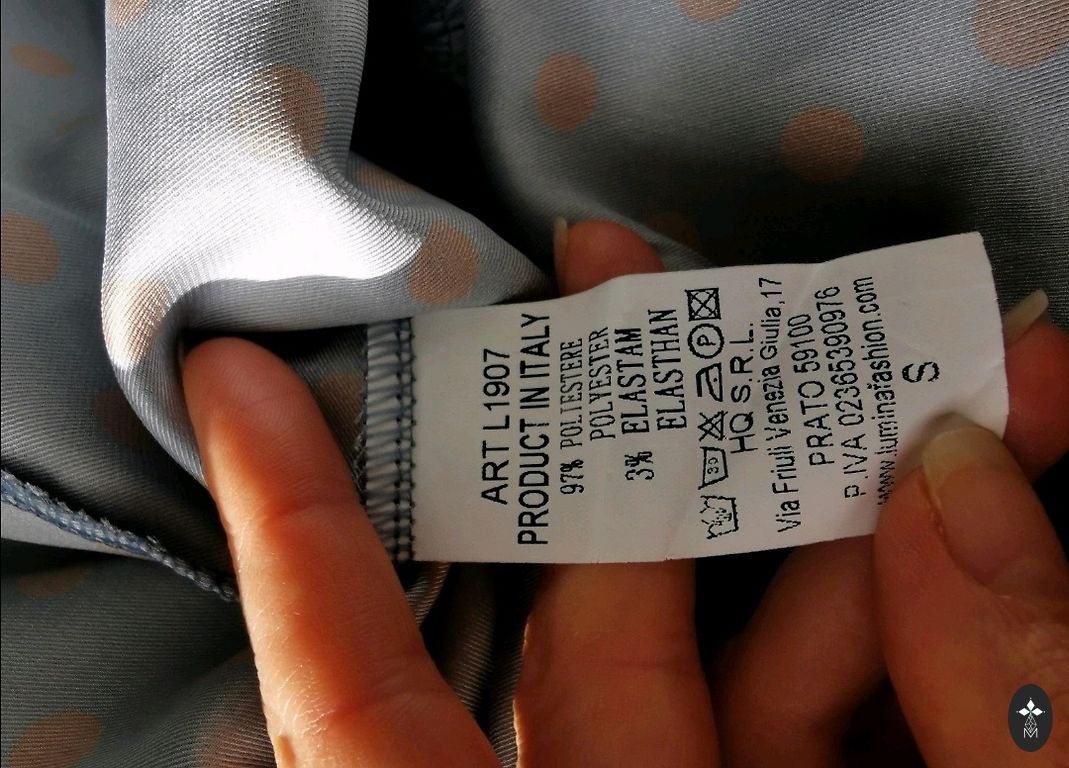 ART L1907
PRODUCT IN ITALY
97% POLIESTERE
POLYESTER
3% ELASTAM
ELASTHAN
30 P
HQ S.R.L.
Via Friuli Venezia Giulia,17
PRATO 59100
P.IVA 02365390976
www.luminafashion.com
S
M